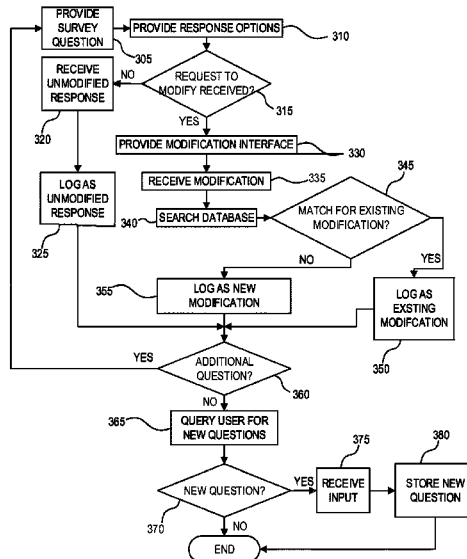 PROVIDE
SURVEY
QUESTION
305
PROVIDE RESPONSE OPTIONS
310
RECEIVE
UNMODIFIED
RESPONSE
320
NO
REQUEST TO
MODIFY RECEIVED?
315
YES
PROVIDE MODIFICATION INTERFACE
330
RECEIVE MODIFICATION
335
345
LOG AS
UNMODIFIED
RESPONSE
325
340
SEARCH DATABASE
MATCH FOR EXISTING
MODIFICATION?
NO
YES
355
LOG AS NEW
MODIFICATION
LOG AS
EXISTING
MODIFCATION
350
YES
ADDITIONAL
QUESTION?
360
NO
365
QUERY USER FOR
NEW QUESTIONS
375
380
NEW QUESTION?
370
YES
RECEIVE
INPUT
STORE NEW
QUESTION
NO
END